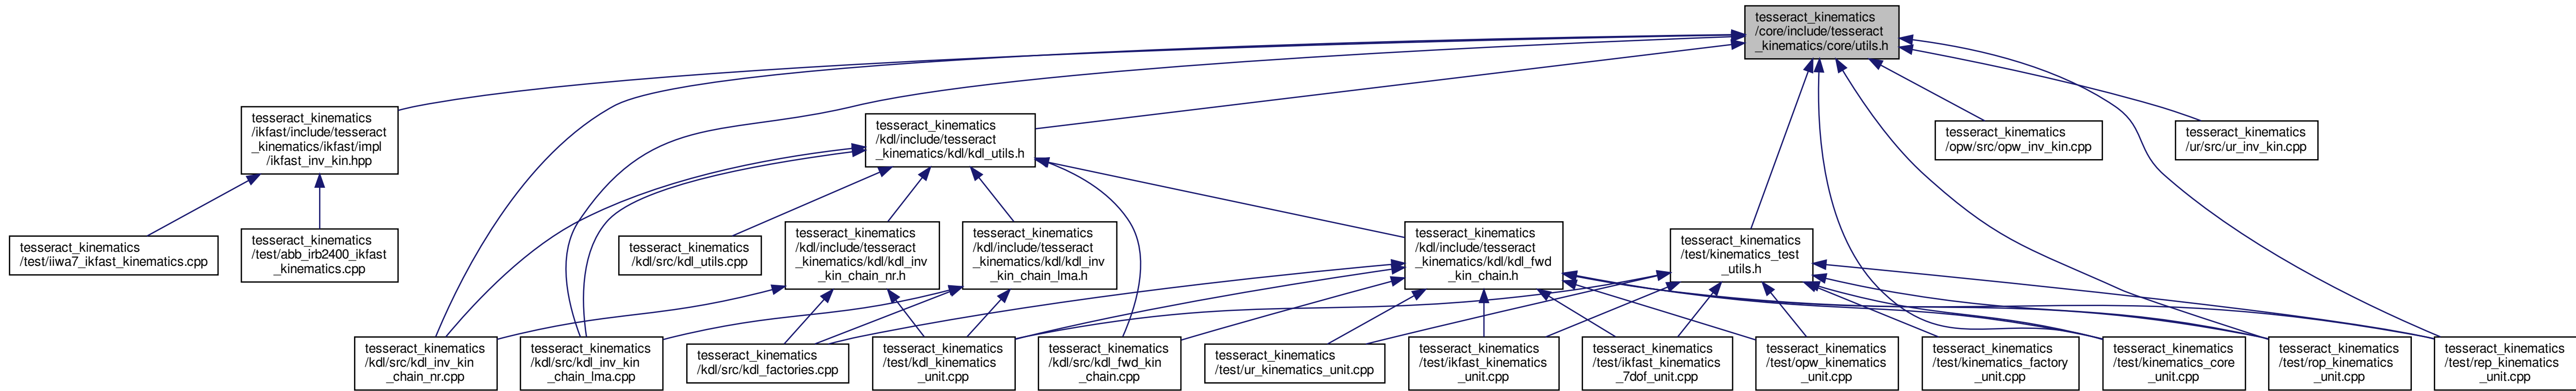 tesseract_kinematics
/core/include/tesseract
_kinematics/core/utils.h
tesseract_kinematics
/ikfast/include/tesseract
_kinematics/ikfast/impl
/ikfast_inv_kin.hpp
tesseract_kinematics
/kdl/include/tesseract
_kinematics/kdl/kdl_utils.h
tesseract_kinematics
/opw/src/opw_inv_kin.cpp
tesseract_kinematics
/ur/src/ur_inv_kin.cpp
tesseract_kinematics
/test/iiwa7_ikfast_kinematics.cpp
tesseract_kinematics
/test/abb_irb2400_ikfast
_kinematics.cpp
tesseract_kinematics
/kdl/src/kdl_utils.cpp
tesseract_kinematics
/kdl/include/tesseract
_kinematics/kdl/kdl_inv
_kin_chain_nr.h
tesseract_kinematics
/kdl/include/tesseract
_kinematics/kdl/kdl_inv
_kin_chain_lma.h
tesseract_kinematics
/kdl/include/tesseract
_kinematics/kdl/kdl_fwd
_kin_chain.h
tesseract_kinematics
/test/kinematics_test
_utils.h
tesseract_kinematics
/kdl/src/kdl_inv_kin
_chain_nr.cpp
tesseract_kinematics
/kdl/src/kdl_inv_kin
_chain_lma.cpp
tesseract_kinematics
/kdl/src/kdl_factories.cpp
tesseract_kinematics
/test/kdl_kinematics
_unit.cpp
tesseract_kinematics
/kdl/src/kdl_fwd_kin
_chain.cpp
tesseract_kinematics
/test/ur_kinematics_unit.cpp
tesseract_kinematics
/test/ikfast_kinematics
_unit.cpp
tesseract_kinematics
/test/ikfast_kinematics
_7dof_unit.cpp
tesseract_kinematics
/test/opw_kinematics
_unit.cpp
tesseract_kinematics
/test/kinematics_factory
_unit.cpp
tesseract_kinematics
/test/kinematics_core
_unit.cpp
tesseract_kinematics
/test/rop_kinematics
_unit.cpp
tesseract_kinematics
/test/rep_kinematics
_unit.cpp